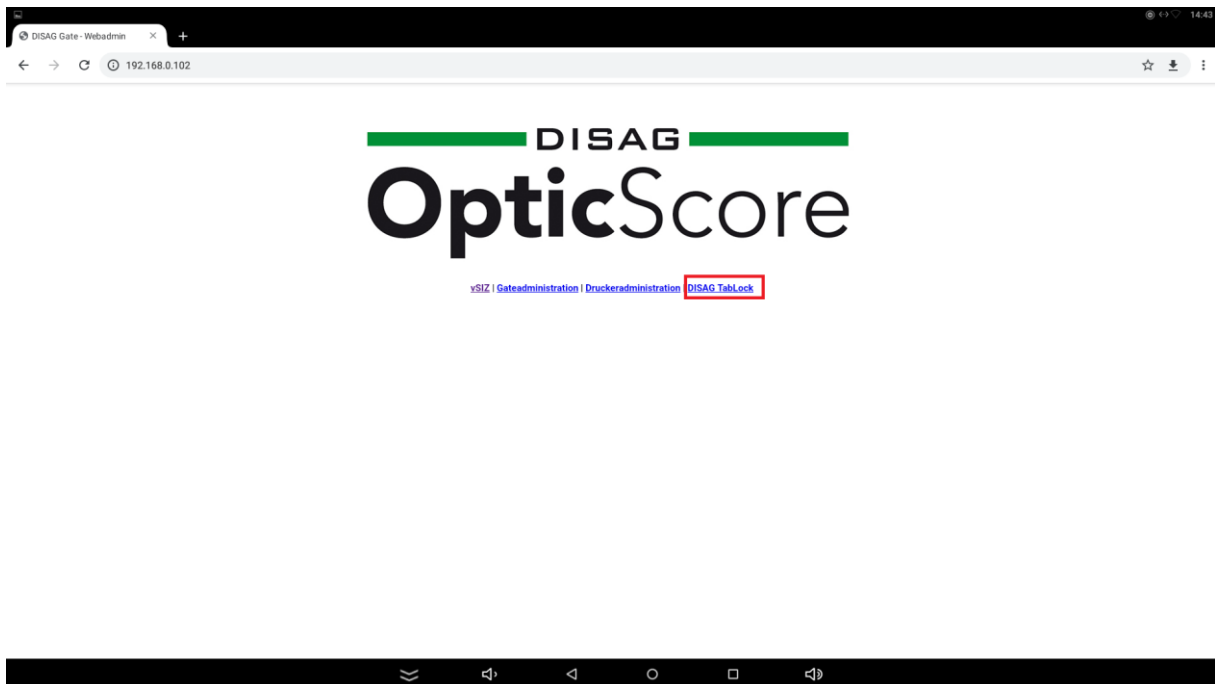 14:43
DISAG Gate - Webadmin
192.168.0.102
DISAG
OpticScore
vSIZ | Gateadministration | Druckeradministration | DISAG TabLock